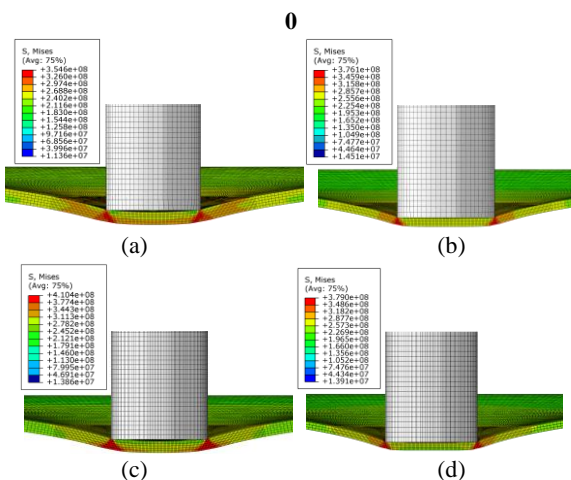 0
S, Mises
(Avg: 75%)
+3.546e+08
+3.260e+08
+2.974e+08
+2.688e+08
+2.402e+08
+2.116e+08
+1.830e+08
+1.544e+08
+1.258e+08
+9.716e+07
+6.856e+07
+3.996e+07
+1.136e+07
S, Mises
(Avg: 75%)
+3.761e+08
+3.459e+08
+3.158e+08
+2.857e+08
+2.556e+08
+2.254e+08
+1.953e+08
+1.652e+08
+1.350e+08
+1.049e+08
+7.477e+07
+4.464e+07
+1.451e+07
(a)
(b)
S, Mises
(Avg: 75%)
+4.104e+08
+3.774e+08
+3.443e+08
+3.113e+08
+2.782e+08
+2.452e+08
+2.121e+08
+1.791e+08
+1.460e+08
+1.130e+08
+7.995e+07
+4.691e+07
+1.386e+07
S, Mises
(Avg: 75%)
+3.790e+08
+3.486e+08
+3.182e+08
+2.877e+08
+2.573e+08
+2.269e+08
+1.965e+08
+1.660e+08
+1.356e+08
+1.052e+08
+7.476e+07
+4.434e+07
+1.391e+07
(c)
(d)